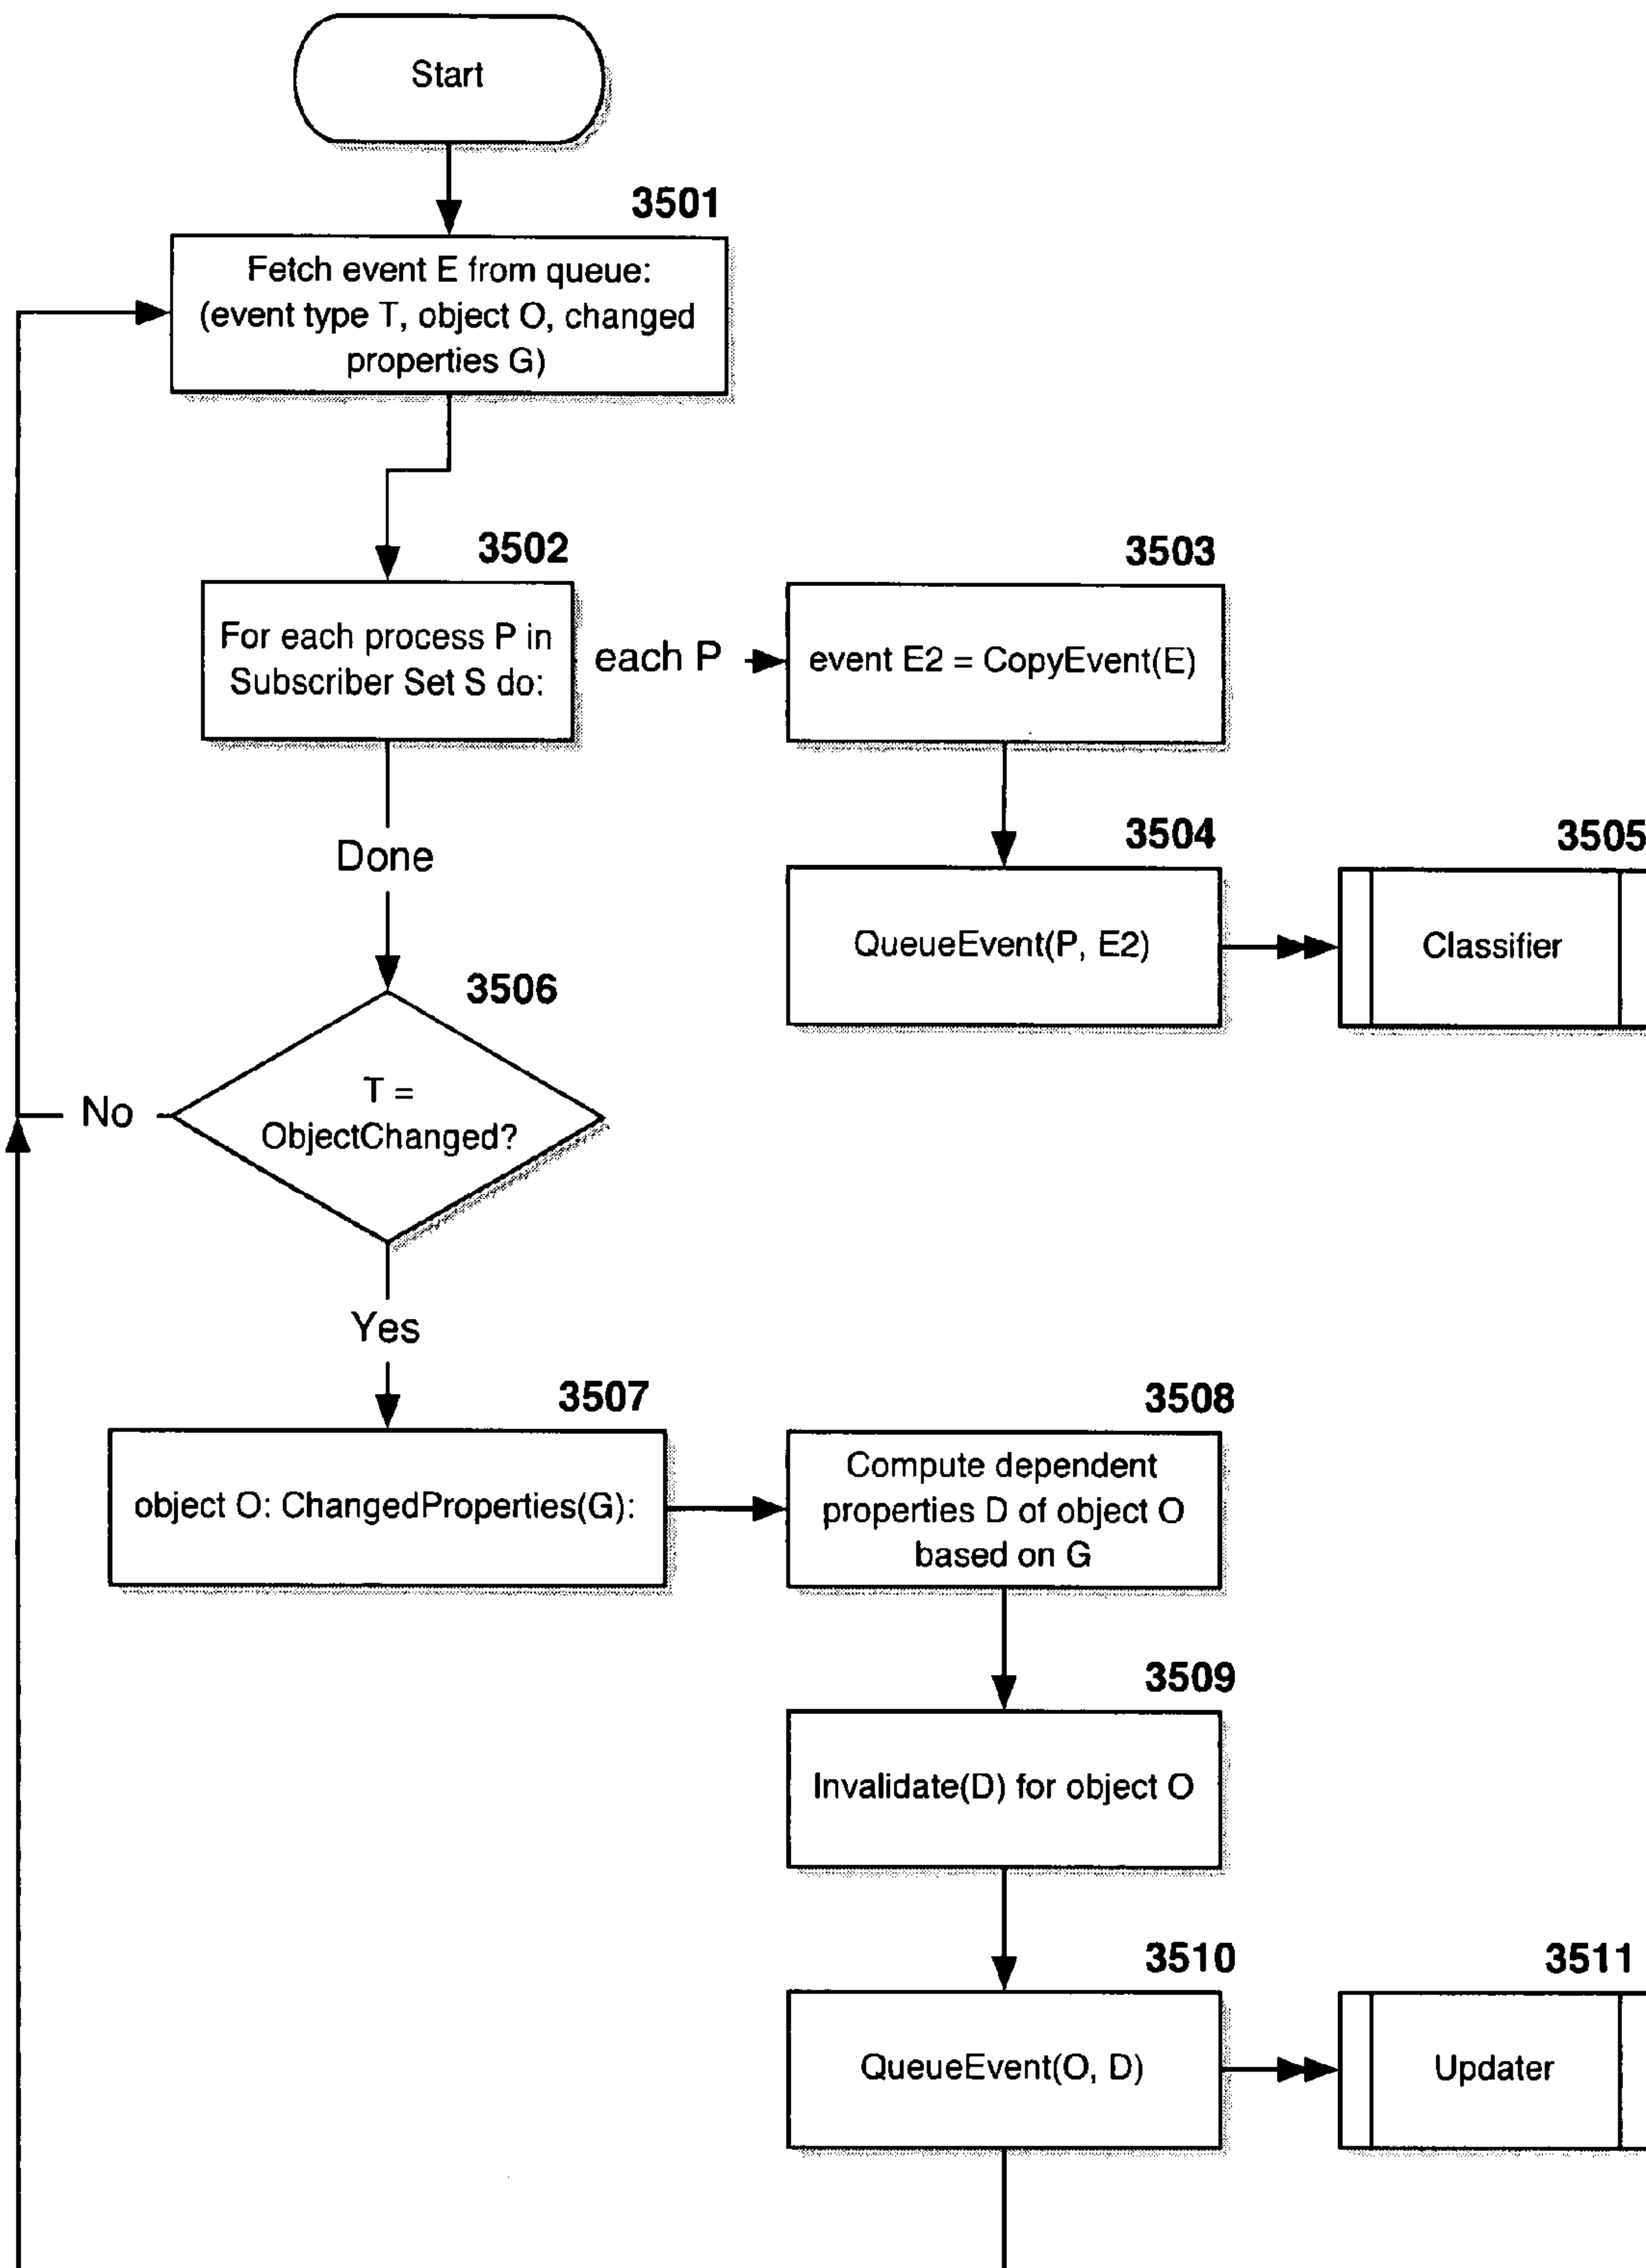 Start
3501
Fetch event E from queue:
(event type T, object O, changed
properties G)
3502
For each process P in
Subscriber Set S do:
each P
3503
event E2 = CopyEvent(E)
Done
3504
QueueEvent(P, E2)
3505
Classifier
3506
T =
ObjectChanged?
No
Yes
3507
object O: ChangedProperties(G):
3508
Compute dependent
properties D of object O
based on G
3509
Invalidate(D) for object O
3510
QueueEvent(O, D)
3511
Updater